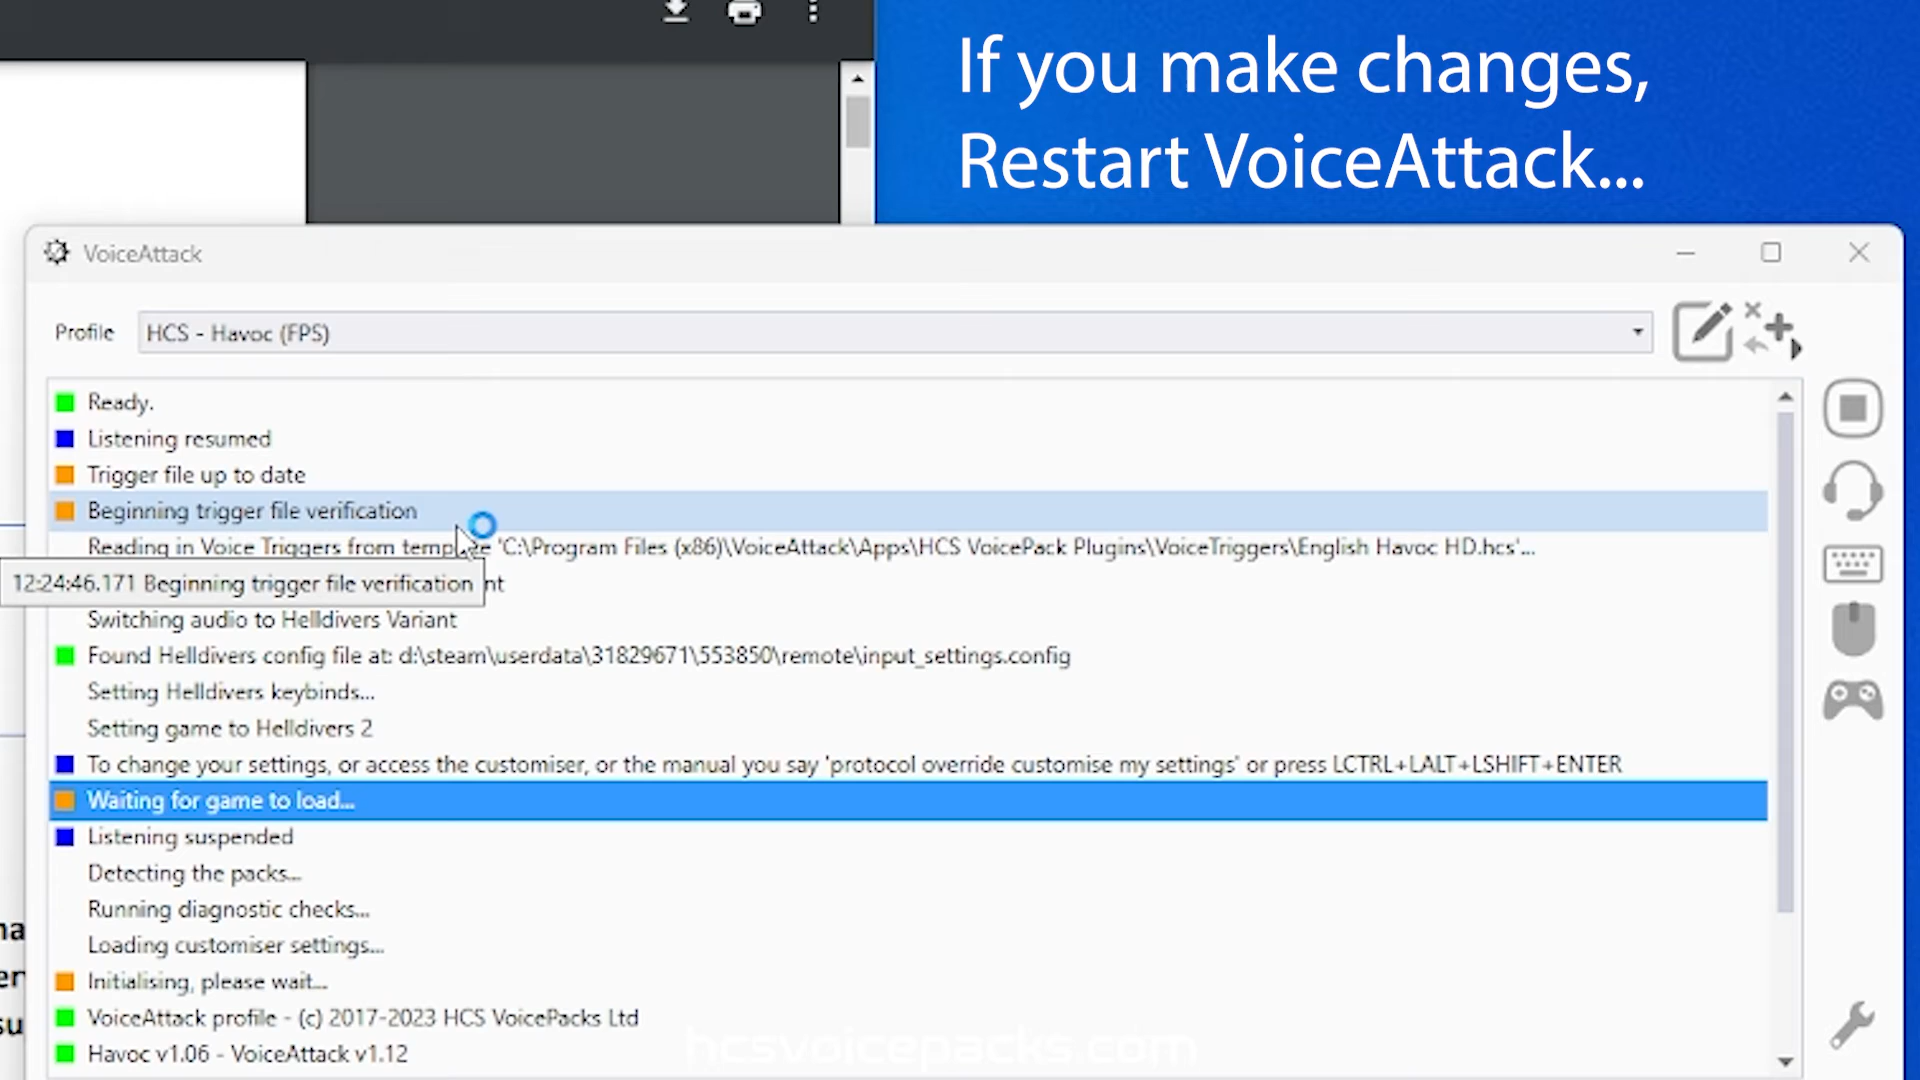 If you make changes,
Restart VoiceAttack...
VoiceAttack
Profile
HCS - Havoc (FPS)
Ready.
Listening resumed
Trigger file up to date
Beginning trigger file verification
Reading in Voice Triggers from temp e 'C:\Program Files (x86)\VoiceAttack\Apps\HCS VoicePack Plugins\VoiceTriggers\English Havoc HD.hcs'...
12:24:46.171 Beginning trigger file verification nt
Switching audio to Helldivers Variant
Found Helldivers config file at: d:\steam\userdata\31829671\553850\remote\input_settings.config
Setting Helldivers keybinds...
Setting game to Helldivers 2
To change your settings, or access the customiser, or the manual you say 'protocol override customise my settings' or press LCTRL+LALT+LSHIFT+ENTER
Waiting for game to load...
Listening suspended
Detecting the packs...
Running diagnostic checks...
Loading customiser settings...
Initialising, please wait...
VoiceAttack profile - (c) 2017-2023 HCS VoicePacks Ltd
Havoc v1.06 - VoiceAttack v1.12
na
er
su
hcsvoicepacks.com